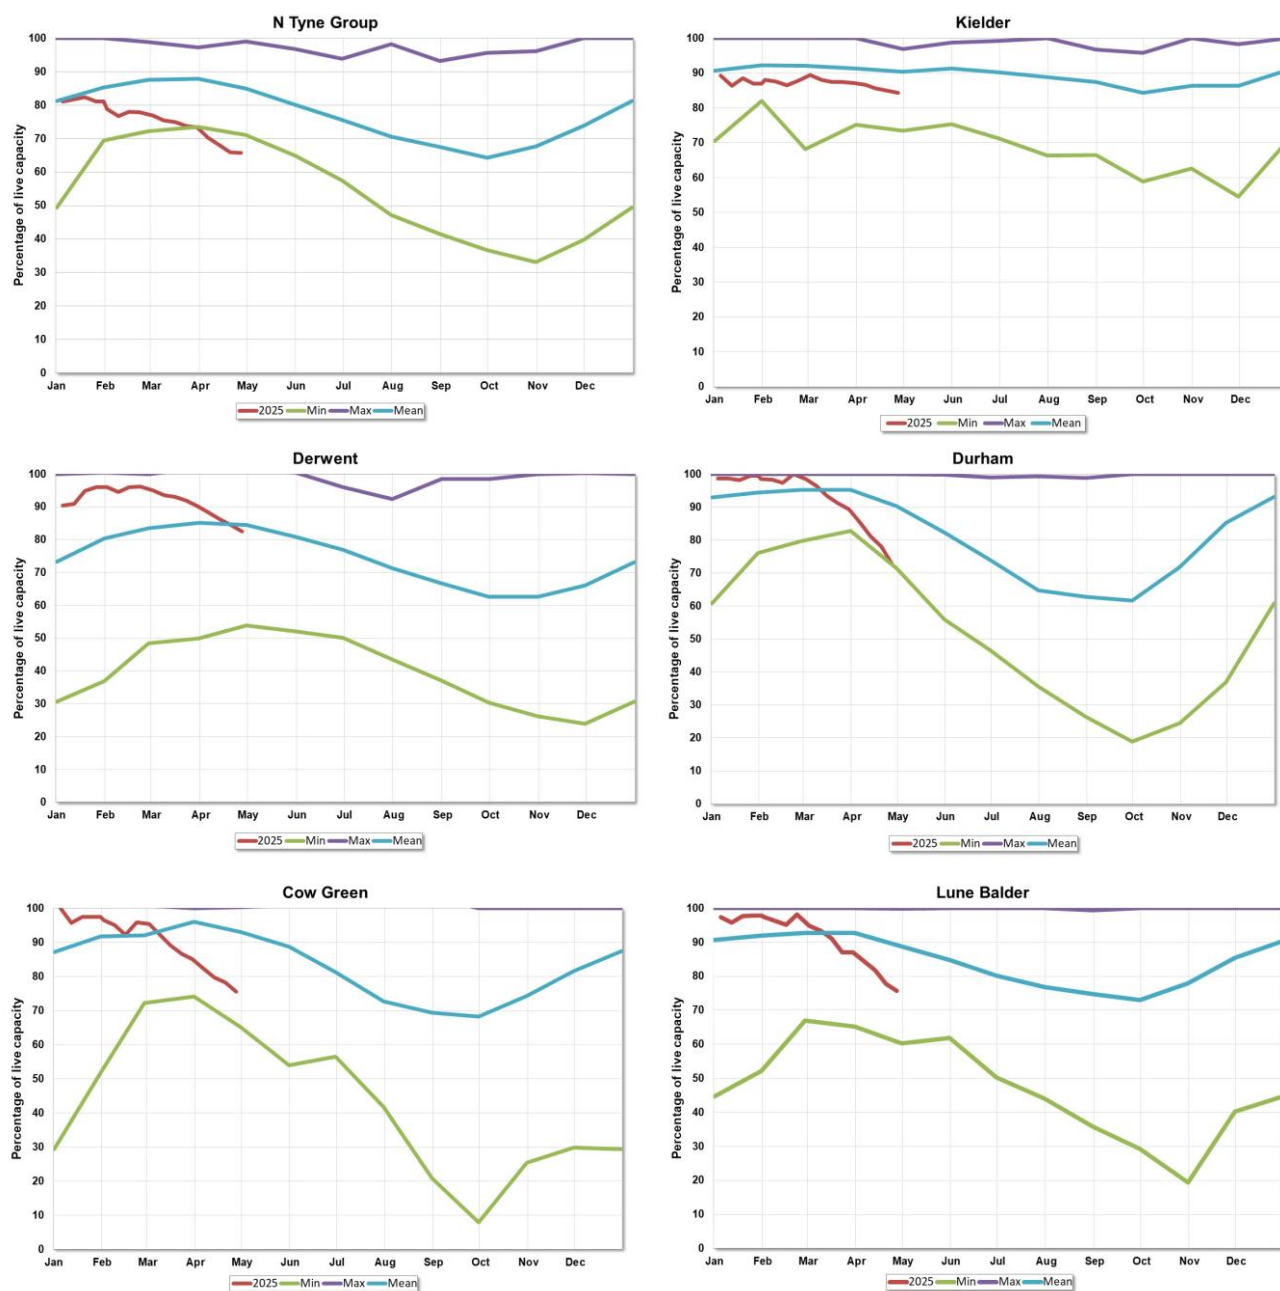 N Tyne Group
Percentage of live capacity
100
90
80
70
60
50
40
30
20
10
0
Jan Feb Mar Apr May Jun Jul Aug Sep Oct Nov Dec
2025 Min Max Mean
Kielder
Percentage of live capacity
100
90
80
70
60
50
40
30
20
10
0
Jan Feb Mar Apr May Jun Jul Aug Sep Oct Nov Dec
2025 Min Max Mean
Derwent
Percentage of live capacity
100
90
80
70
60
50
40
30
20
10
0
Jan Feb Mar Apr May Jun Jul Aug Sep Oct Nov Dec
2025 Min Max Mean
Durham
Percentage of live capacity
100
90
80
70
60
50
40
30
20
10
0
Jan Feb Mar Apr May Jun Jul Aug Sep Oct Nov Dec
2025 Min Max Mean
Cow Green
Percentage of live capacity
100
90
80
70
60
50
40
30
20
10
0
Jan Feb Mar Apr May Jun Jul Aug Sep Oct Nov Dec
2025 Min Max Mean
Lune Balder
Percentage of live capacity
100
90
80
70
60
50
40
30
20
10
0
Jan Feb Mar Apr May Jun Jul Aug Sep Oct Nov Dec
2025 Min Max Mean